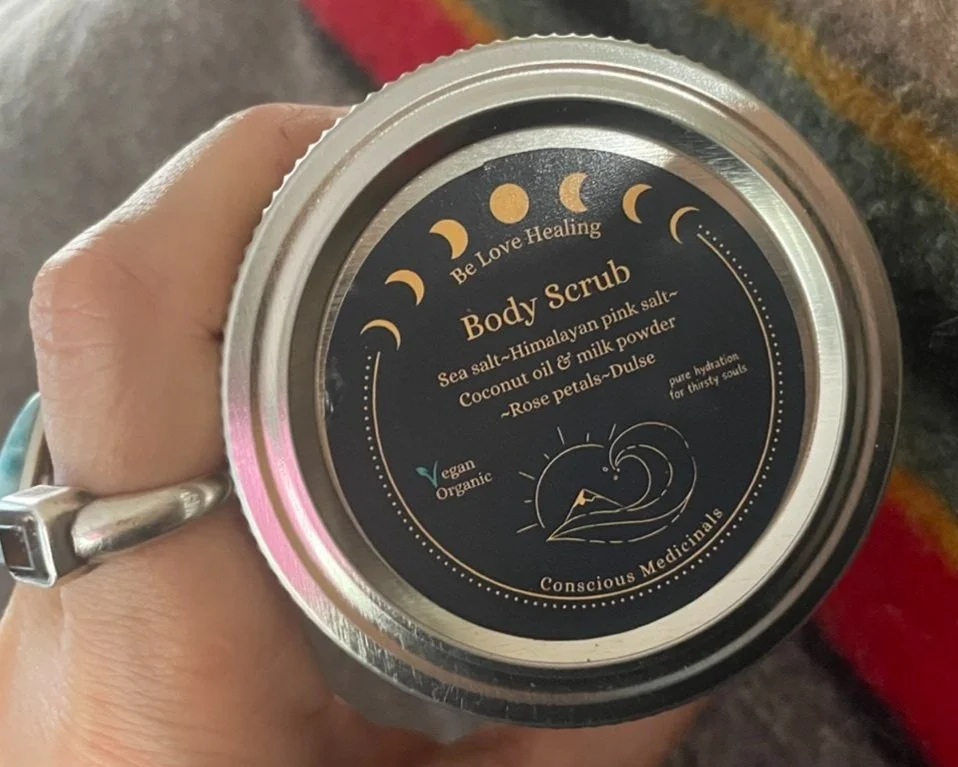 Be Love Healing
Body Scrub
Sea salt~Himalayan pink salt~
Coconut oil & milk powder
~Rose petals~Dulse
pure hydration
for thirsty souls
Vegan
Organic
Conscious Medicinals